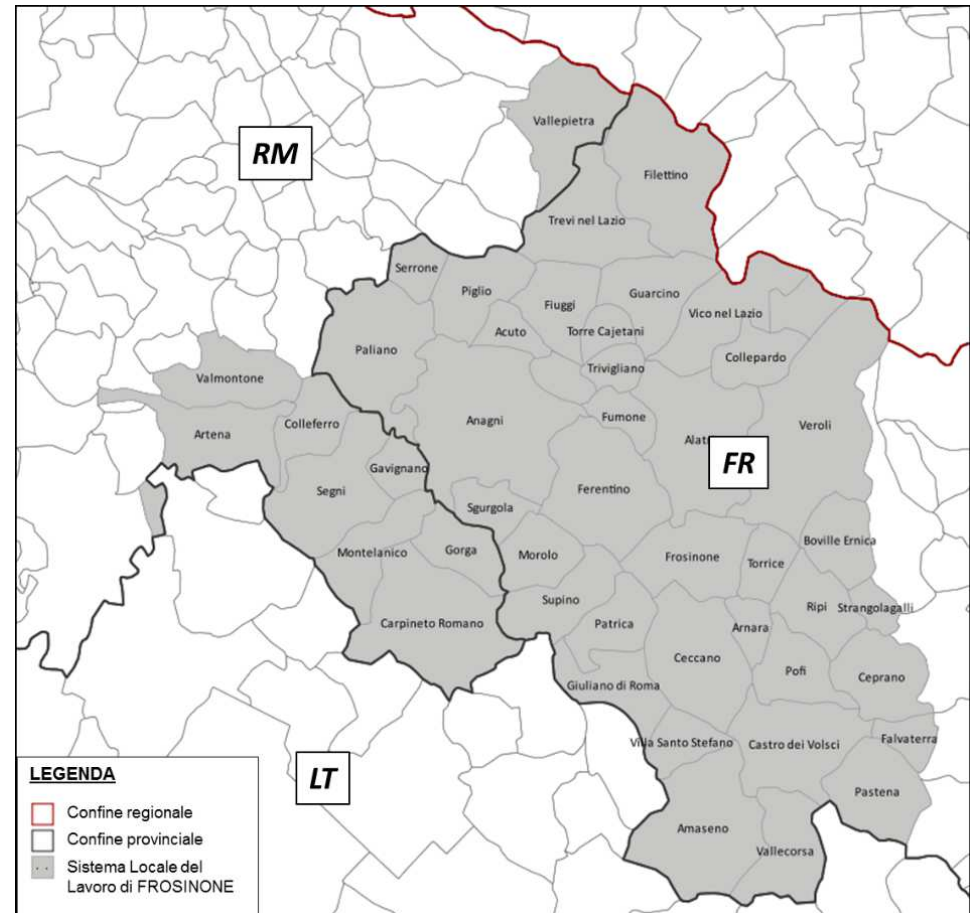 Vallepietra
RM
Filettino
Trevi nel Lazio
Serrone
Piglio
Fiuggi
Guarcino
Vico nel Lazio
Acuto
Torre Cajetani
Paliano
Collepardo
Trivigliano
Valmontone
Colleferro
Anagni
Fumone
Veroli
Artena
Alat
FR
Gavignano
Segni
Ferentino
Sgurgola
Boville Ernica
Montelanico
Gorga
Morolo
Frosinone
Torrice
Supino
Ripi
Strangolagalli
Carpineto Romano
Patrica
Arnara
Ceccano
Pofi
Ceprano
Giuliano di Roma
Villa Santo Stefano
Castro dei Volsci
Falvaterra
LT
Pastena
Amaseno
Vallecorsa
LEGENDA
Confine regionale
Confine provinciale
Sistema Locale del
Lavoro di FROSINONE